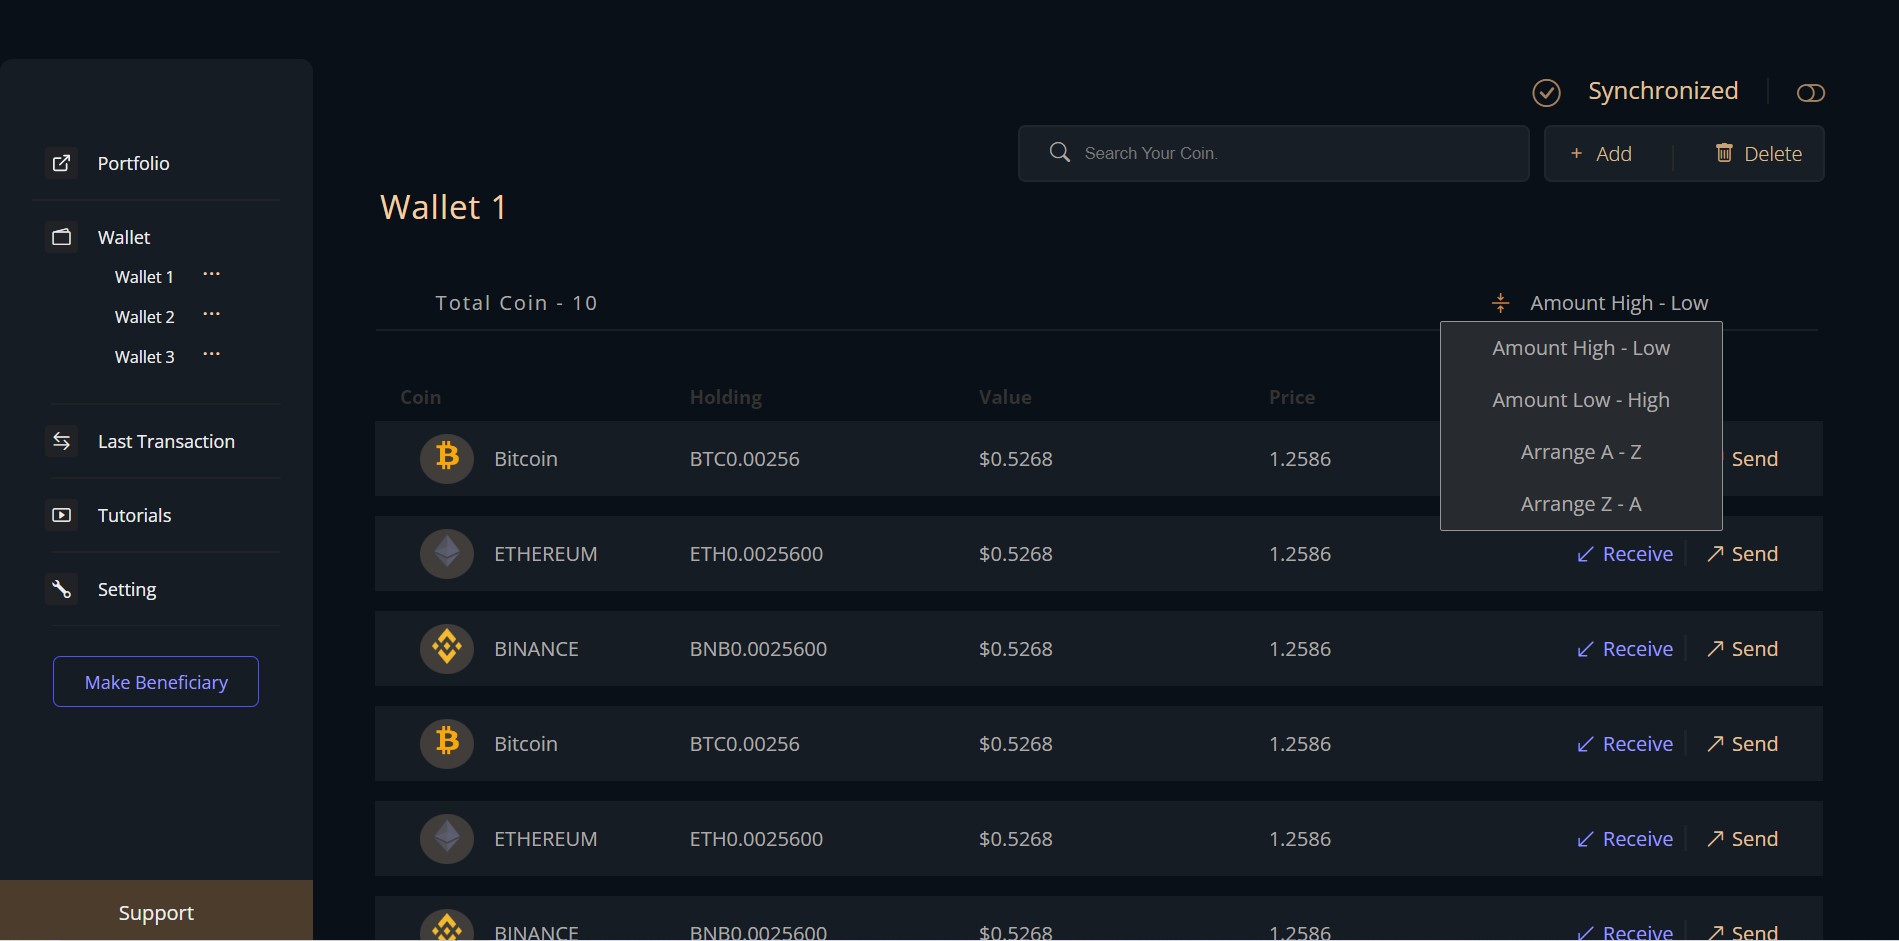 Synchronized
Search Your Coin.
+ Add
Delete
Portfolio
Wallet
Wallet 1 ...
Wallet 2 ...
Wallet 3 ...
Last Transaction
Tutorials
Setting
Make Beneficiary
Support
Wallet 1
Total Coin - 10
Amount High - Low
Amount High - Low
Amount Low - High
Arrange A - Z
Arrange Z - A
Coin Holding Value Price
Bitcoin BTC0.00256 $0.5268 1.2586 Send
ETHEREUM ETH0.0025600 $0.5268 1.2586 Receive Send
BINANCE BNB0.0025600 $0.5268 1.2586 Receive Send
Bitcoin BTC0.00256 $0.5268 1.2586 Receive Send
ETHEREUM ETH0.0025600 $0.5268 1.2586 Receive Send
BINANCE BNB0.0025600 $0.5268 1.2586 Receive Send